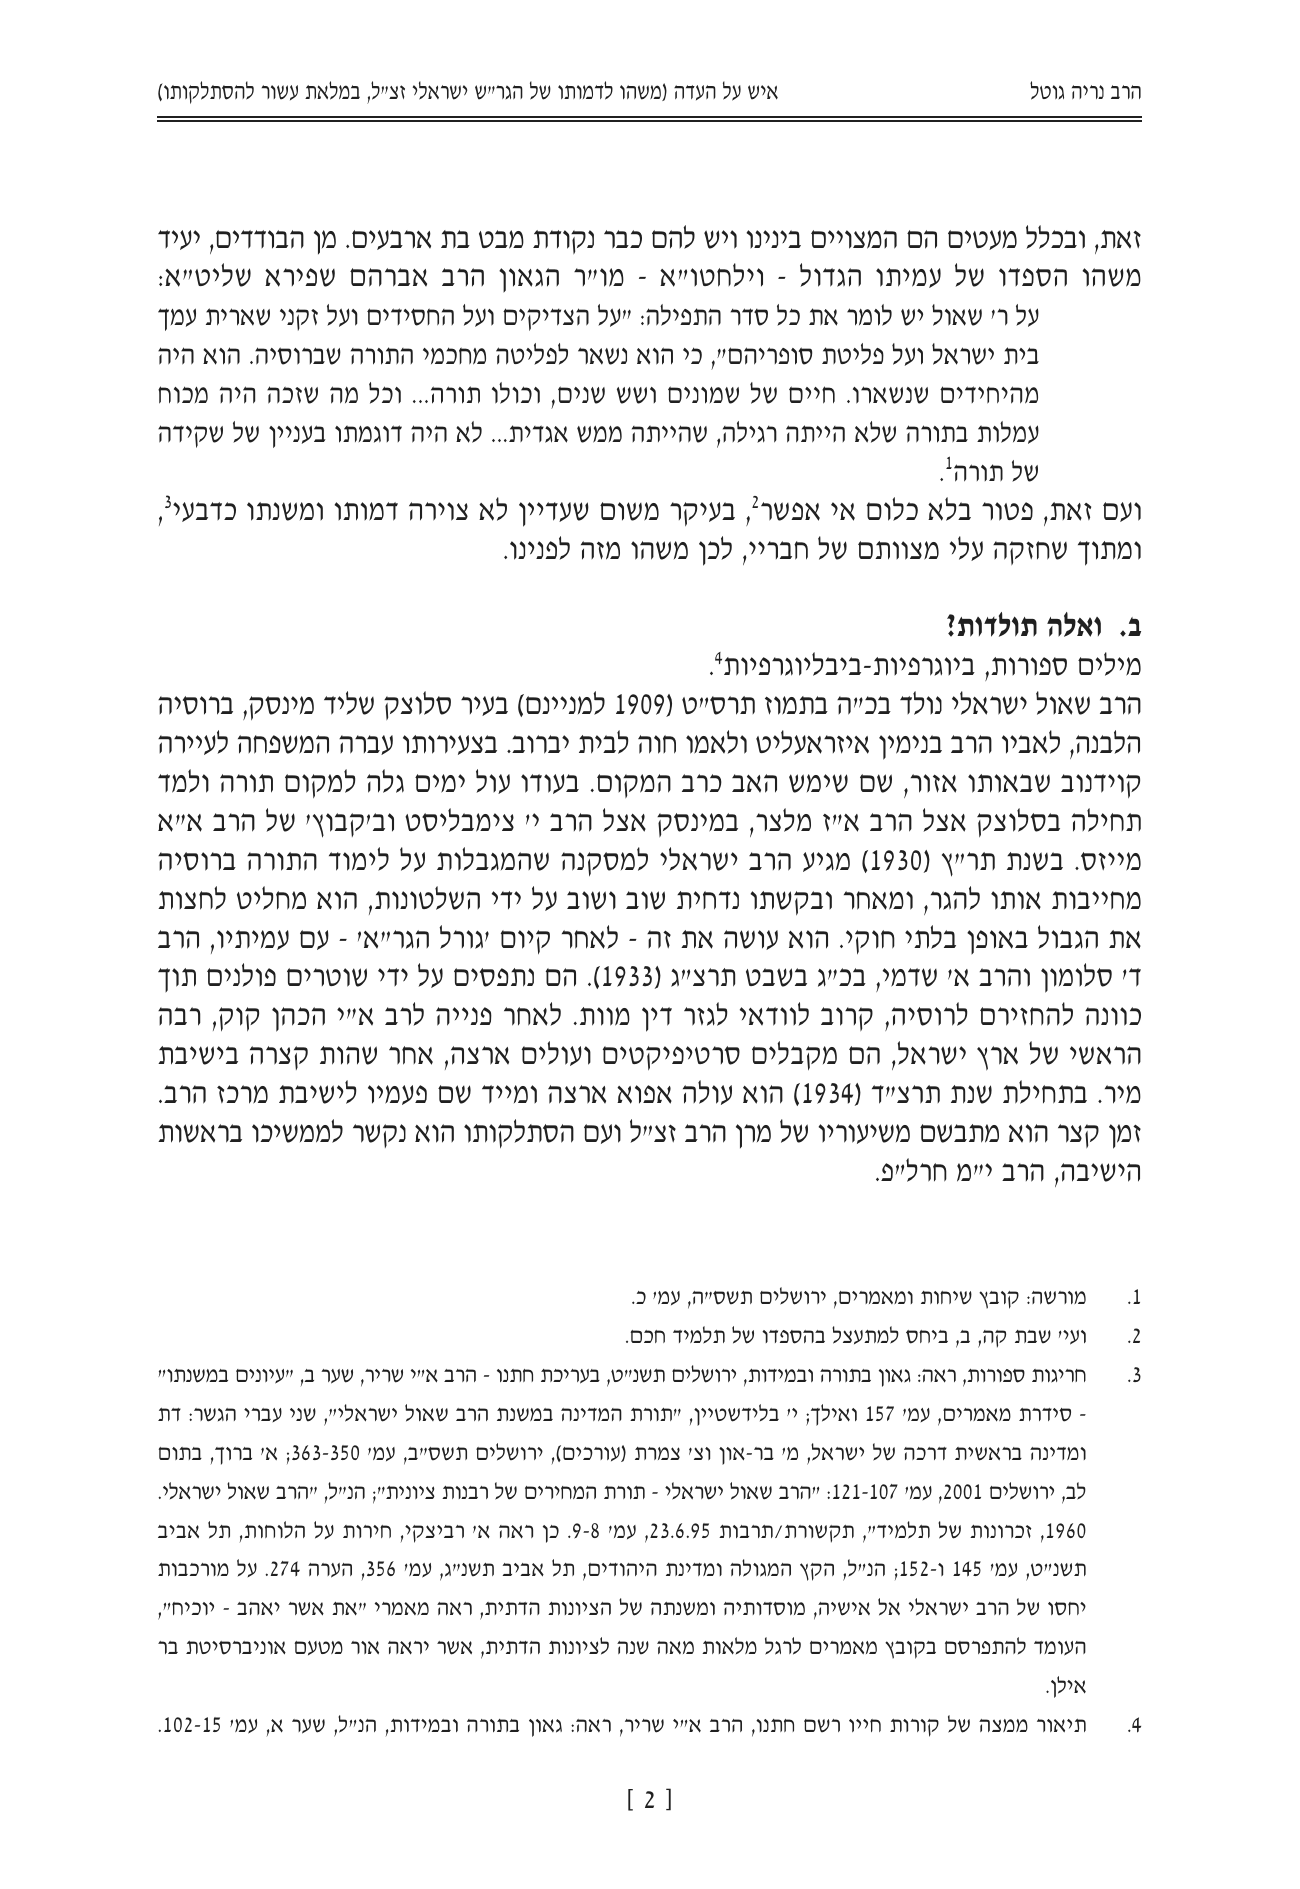 הרב נריה גוטל איש על העדה (משהו לדמותו של הגר״ש ישראלי זצ״ל, במלאת עשור להסתלקותו)
זאת, ובכלל מעטים הם המצויים בינינו ויש להם כבר נקודת מבט בת ארבעים. מן הבודדים, יעיד
משהו הספדו של עמיתו הגדול - וילחטו״א - מו״ר הגאון הרב אברהם שפירא שליט״א:
על ר׳ שאול יש לומר את כל סדר התפילה: ״על הצדיקים ועל החסידים ועל זקני שארית עמך
בית ישראל ועל פליטת סופריהם״, כי הוא נשאר לפליטה מחכמי התורה שברוסיה. הוא היה
מהיחידים שנשארו. חיים של שמונים ושש שנים, וכולו תורה... וכל מה שזכה היה מכוח
עמלות בתורה שלא הייתה רגילה, שהייתה ממש אגדית... לא היה דוגמתו בעניין של שקידה
של תורה1.
ועם זאת, פטור בלא כלום אי אפשר2, בעיקר משום שעדיין לא צוירה דמותו ומשנתו כדבעי3,
ומתוך שחזקה עלי מצוותם של חבריי, לכן משהו מזה לפנינו.
ב. ואלה תולדות?
מילים ספורות, ביוגרפיות-ביבליוגרפיות4.
הרב שאול ישראלי נולד בכ״ה בתמוז תרס״ט (1909 למניינם) בעיר סלוצק שליד מינסק, ברוסיה
הלבנה, לאביו הרב בנימין איזראעליט ולאמו חוה לבית יברוב. בצעירותו עברה המשפחה לעיירה
קוידנוב שבאותו אזור, שם שימש האב כרב המקום. בעודו עול ימים גלה למקום תורה ולמד
תחילה בסלוצק אצל הרב א״ז מלצר, במינסק אצל הרב י׳ צימבליסט וב׳קבוץ׳ של הרב א״א
מייזס. בשנת תר״ץ (1930) מגיע הרב ישראלי למסקנה שהמגבלות על לימוד התורה ברוסיה
מחייבות אותו להגר, ומאחר ובקשתו נדחית שוב ושוב על ידי השלטונות, הוא מחליט לחצות
את הגבול באופן בלתי חוקי. הוא עושה את זה - לאחר קיום ׳גורל הגר״א׳ - עם עמיתיו, הרב
ד׳ סלומון והרב א׳ שדמי, בכ״ג בשבט תרצ״ג (1933). הם נתפסים על ידי שוטרים פולנים תוך
כוונה להחזירם לרוסיה, קרוב לוודאי לגזר דין מוות. לאחר פנייה לרב א״י הכהן קוק, רבה
הראשי של ארץ ישראל, הם מקבלים סרטיפיקטים ועולים ארצה, אחר שהות קצרה בישיבת
מיר. בתחילת שנת תרצ״ד (1934) הוא עולה אפוא ארצה ומייד שם פעמיו לישיבת מרכז הרב.
זמן קצר הוא מתבשם משיעוריו של מרן הרב זצ״ל ועם הסתלקותו הוא נקשר לממשיכו בראשות
הישיבה, הרב י״מ חרל״פ.
1. מורשה: קובץ שיחות ומאמרים, ירושלים תשס״ה, עמ׳ כ.
2. ועי׳ שבת קה, ב, ביחס למתעצל בהספדו של תלמיד חכם.
3. חריגות ספורות, ראה: גאון בתורה ובמידות, ירושלים תשנ״ט, בעריכת חתנו - הרב א״י שריר, שער ב, ״עיונים במשנתו״
- סידרת מאמרים, עמ׳ 157 ואילך; י׳ בלידשטיין, ״תורת המדינה במשנת הרב שאול ישראלי״, שני עברי הגשר: דת
ומדינה בראשית דרכה של ישראל, מ׳ בר-און וצ׳ צמרת (עורכים), ירושלים תשס״ב, עמ׳ 363-350; א׳ ברוך, בתום
לב, ירושלים 2001, עמ׳ 121-107: ״הרב שאול ישראלי - תורת המחירים של רבנות ציונית״; הנ״ל, ״הרב שאול ישראלי.
1960, זכרונות של תלמיד״, תקשורת/תרבות 23.6.95, עמ׳ 9-8. כן ראה א׳ רביצקי, חירות על הלוחות, תל אביב
תשנ״ט, עמ׳ 145 ו-152; הנ״ל, הקץ המגולה ומדינת היהודים, תל אביב תשנ״ג, עמ׳ 356, הערה 274. על מורכבות
יחסו של הרב ישראלי אל אישיה, מוסדותיה ומשנתה של הציונות הדתית, ראה מאמרי ״את אשר יאהב - יוכיח״,
העומד להתפרסם בקובץ מאמרים לרגל מלאות מאה שנה לציונות הדתית, אשר יראה אור מטעם אוניברסיטת בר
אילן.
4. תיאור ממצה של קורות חייו רשם חתנו, הרב א״י שריר, ראה: גאון בתורה ובמידות, הנ״ל, שער א, עמ׳ 102-15.
[ 2 ]